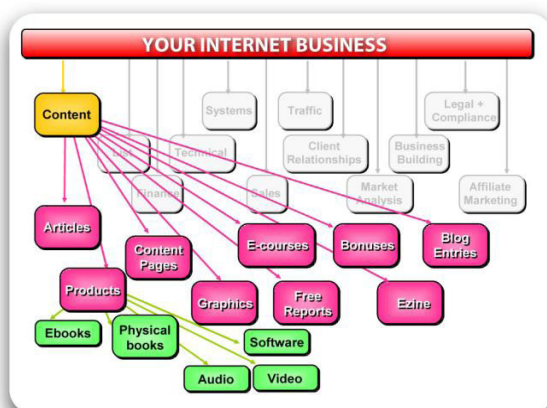 YOUR INTERNET BUSINESS
Content
Systems
Traffic
Legal +
Compliance
List
Technical
Client
Relationships
Business
Building
Finance
Sales
Market
Analysis
Affiliate
Marketing
Articles
Content
Pages
E-courses
Bonuses
Blog
Entries
Products
Graphics
Free
Reports
Ezine
Ebooks
Physical
books
Software
Audio
Video